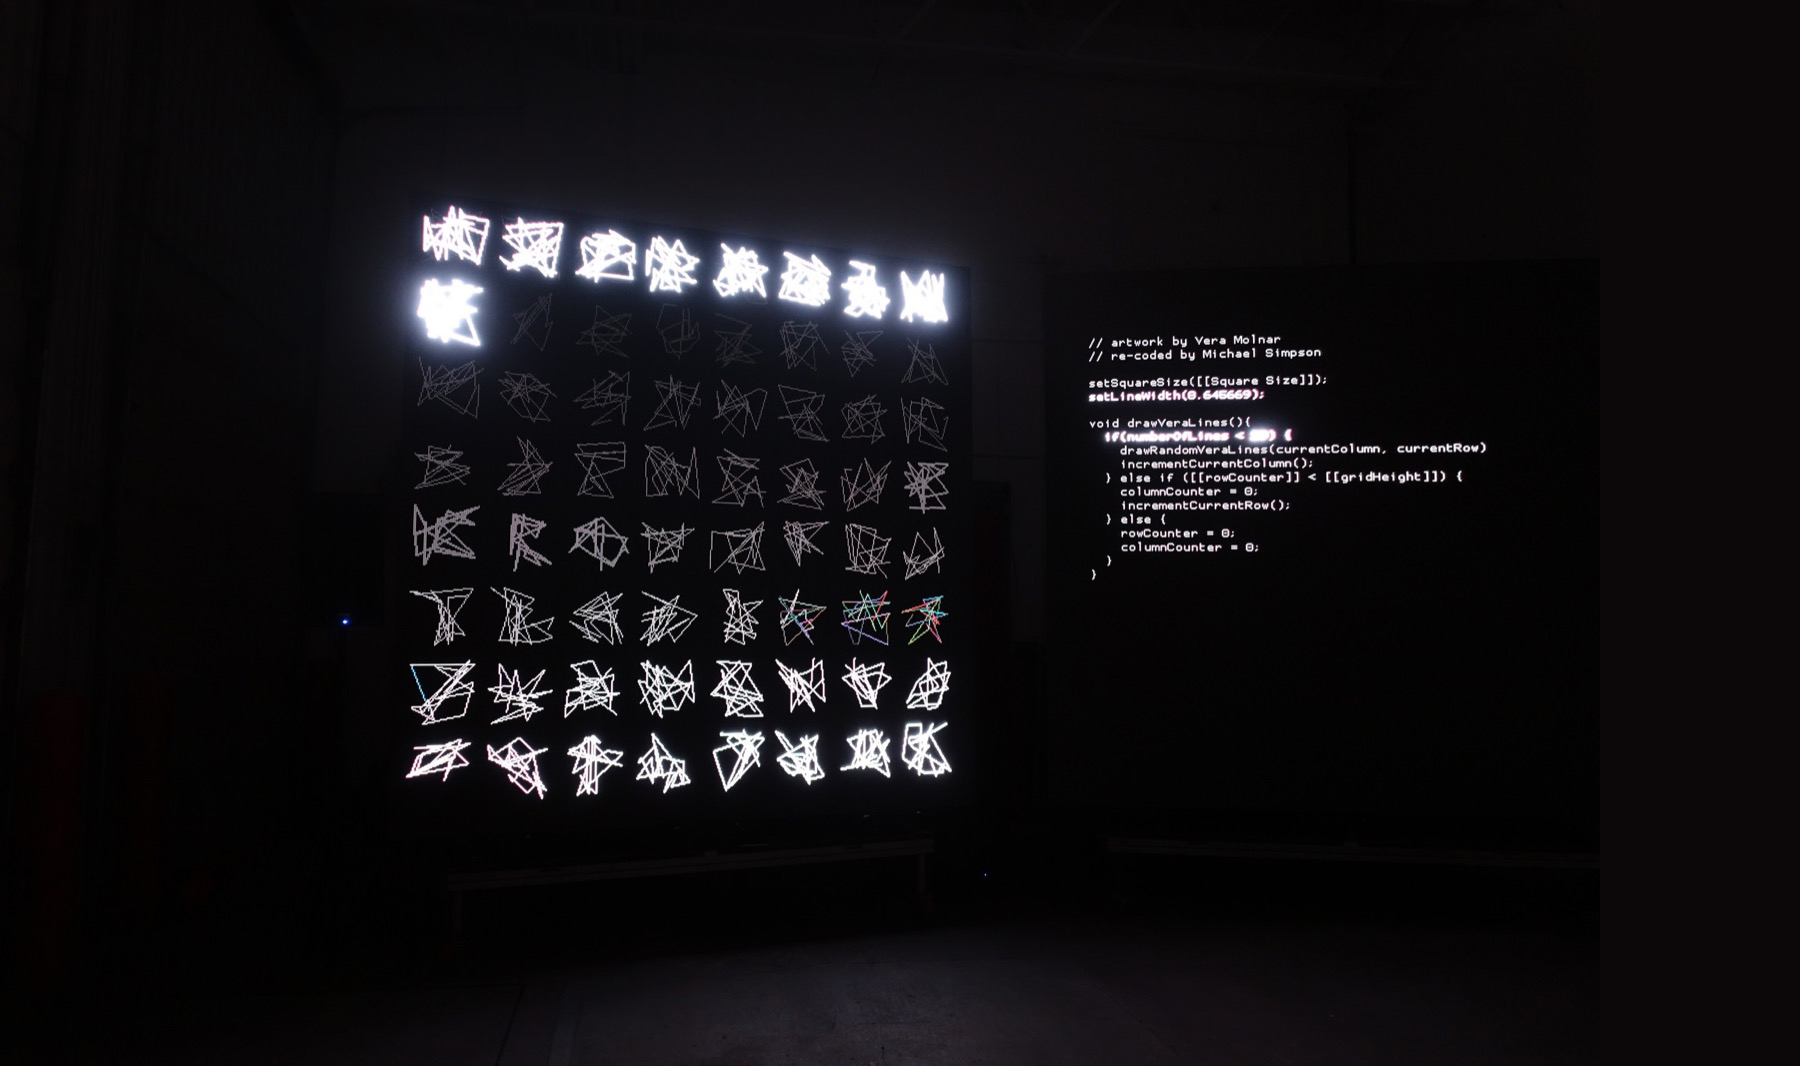 // artwork by Vera Molnar
// re-coded by Michael Simpson
setSquareSize([[Square Size]]);
setLineWidth(0.645669);
void drawVeraLines(){
if(numberOfLines < ) {
drawRandomVeraLines(currentColumn, currentRow)
incrementCurrentColumn();
} else if ([[rowCounter]] < [[gridHeight]]) {
columnCounter = 0;
incrementCurrentRow();
} else {
rowCounter = 0;
columnCounter = 0;
}
}